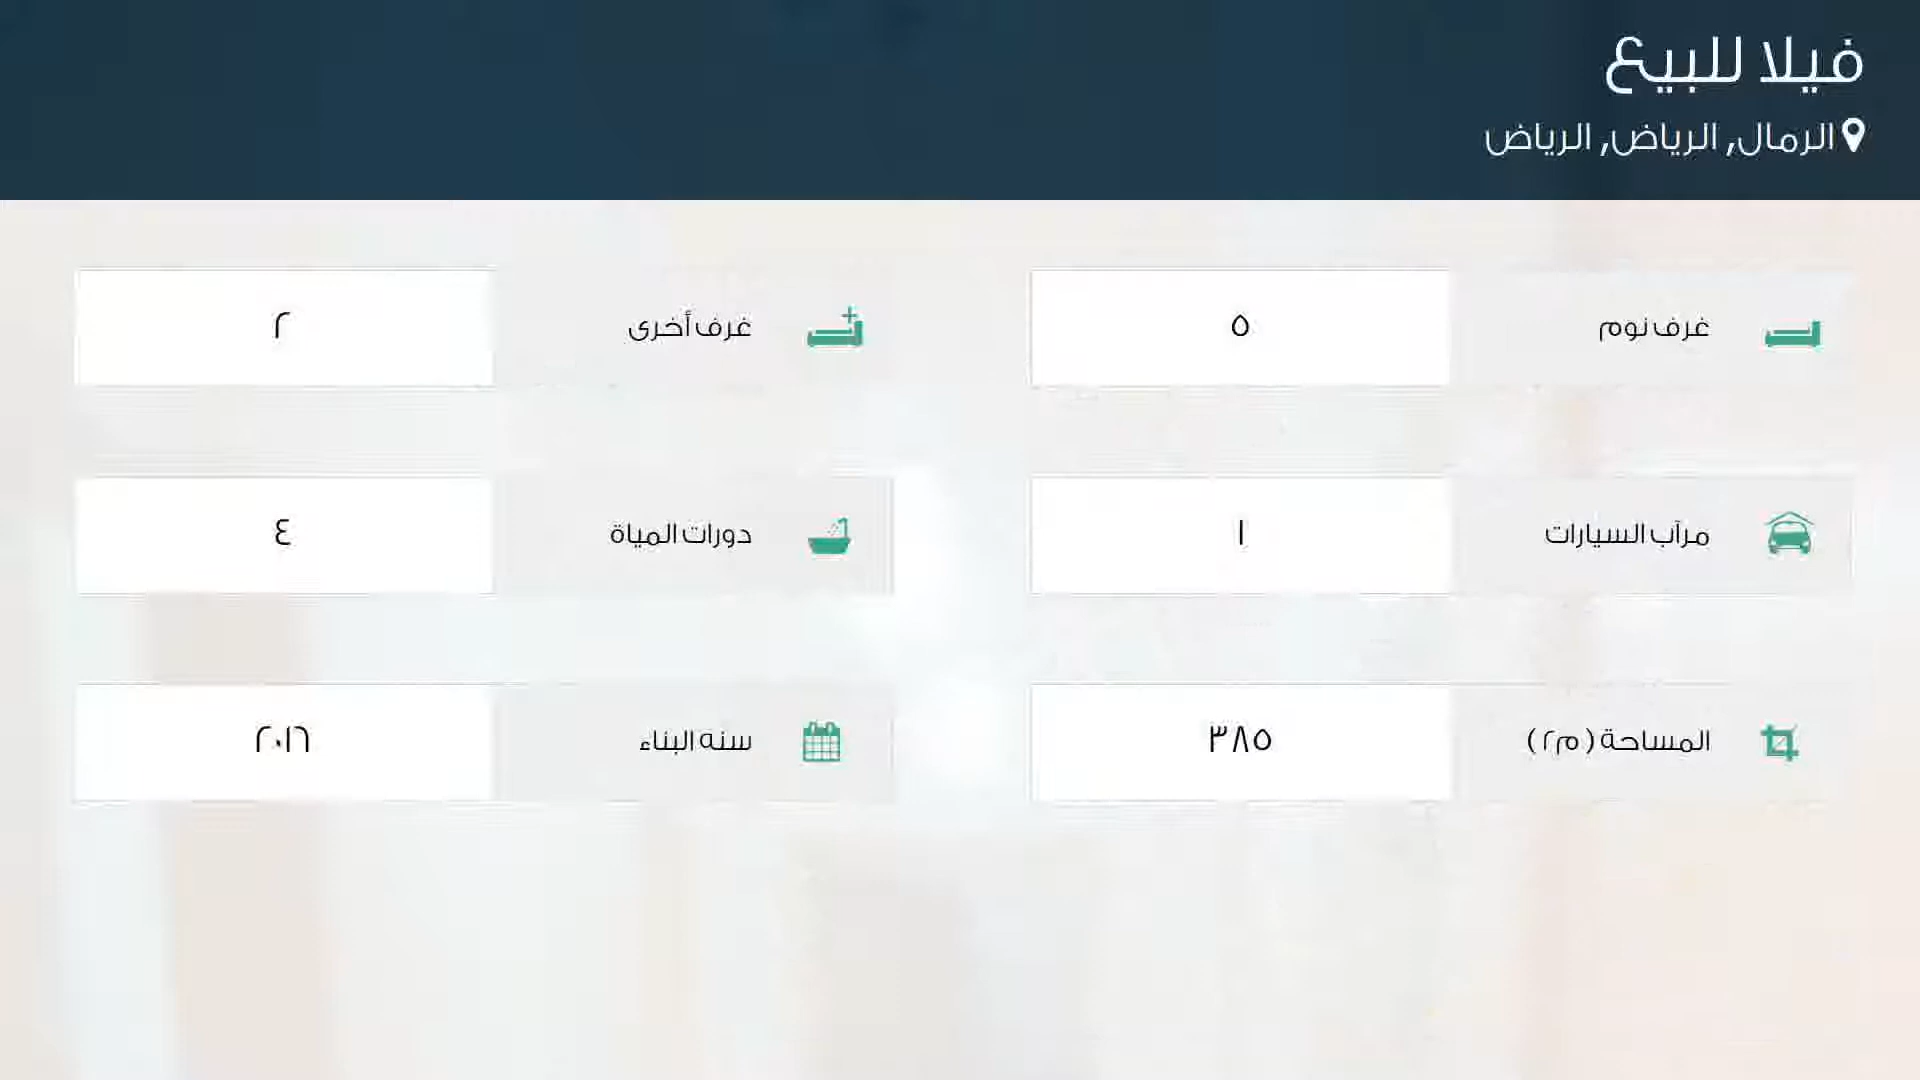 فيلا للبيع
الرمال, الرياض, الرياض
غرف نوم ٥
غرف أخرى ٢
مرآب السيارات ١
دورات المياة ٤
المساحة ( م٢ ) ٣٨٥
سنه البناء ٢٠١٦